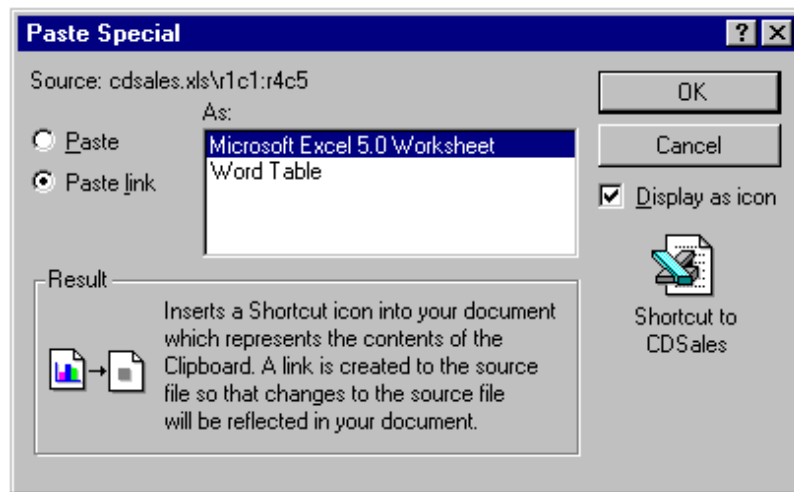 Paste Special
Source: cdsales.xls\r1c1:r4c5
As:
Paste
Paste link
Microsoft Excel 5.0 Worksheet
Word Table
OK
Cancel
Display as icon
Shortcut to
CDSales
Result
Inserts a Shortcut icon into your document
which represents the contents of the
Clipboard. A link is created to the source
file so that changes to the source file
will be reflected in your document.